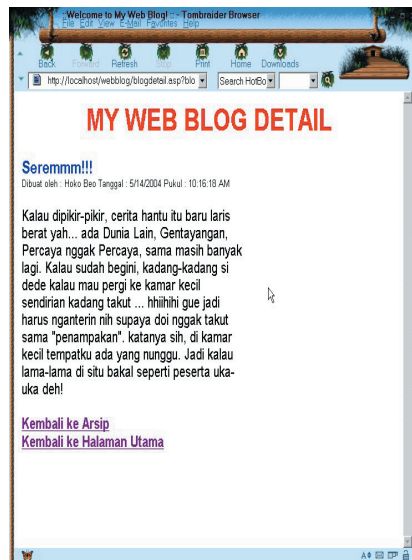 ::Welcome to My Web Blog! :: - Tombraider Browser
File Edit View E-Mail Favorites Help
Back Forward Refresh Stop Print Home Downloads
http://localhost/webblog/blogdetail.asp?blo Search HotBo
MY WEB BLOG DETAIL
Seremmm!!!
Dibuat oleh : Hoko Beo Tanggal : 5/14/2004 Pukul : 10:16:18 AM
Kalau dipikir-pikir, cerita hantu itu baru laris
berat yah... ada Dunia Lain, Gentayangan,
Percaya nggak Percaya, sama masih banyak
lagi. Kalau sudah begini, kadang-kadang si
dede kalau mau pergi ke kamar kecil
sendirian kadang takut ... hhiihihi gue jadi
harus nganterin nih supaya doi nggak takut
sama "penampakan". katanya sih, di kamar
kecil tempatku ada yang nunggu. Jadi kalau
lama-lama di situ bakal seperti peserta uka-
uka deh!
Kembali ke Arsip
Kembali ke Halaman Utama